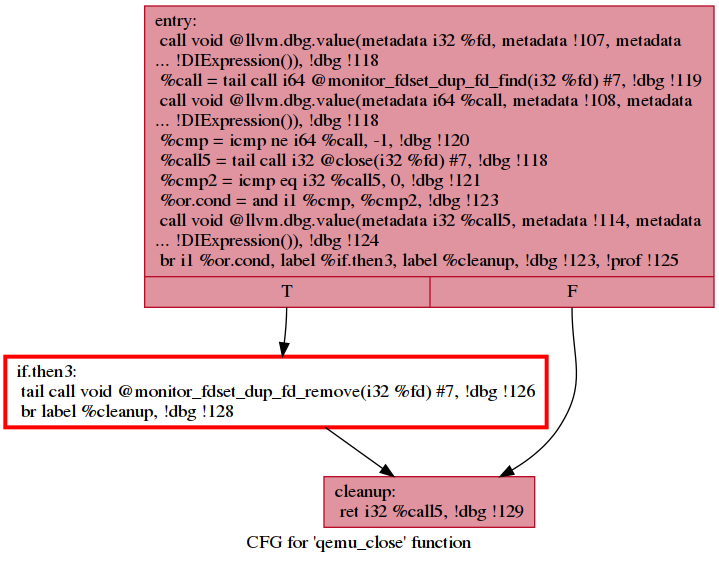 entry:
call void @llvm.dbg.value(metadata i32 %fd, metadata !107, metadata
... !DIExpression()), !dbg !118
%call = tail call i64 @monitor_fdset_dup_fd_find(i32 %fd) #7, !dbg !119
call void @llvm.dbg.value(metadata i64 %call, metadata !108, metadata
... !DIExpression()), !dbg !118
%cmp = icmp ne i64 %call, -1, !dbg !120
%call5 = tail call i32 @close(i32 %fd) #7, !dbg !118
%cmp2 = icmp eq i32 %call5, 0, !dbg !121
%or.cond = and i1 %cmp, %cmp2, !dbg !123
call void @llvm.dbg.value(metadata i32 %call5, metadata !114, metadata
... !DIExpression()), !dbg !124
br i1 %or.cond, label %if.then3, label %cleanup, !dbg !123, !prof !125
T
F
if.then3:
tail call void @monitor_fdset_dup_fd_remove(i32 %fd) #7, !dbg !126
br label %cleanup, !dbg !128
cleanup:
ret i32 %call5, !dbg !129
CFG for 'qemu_close' function